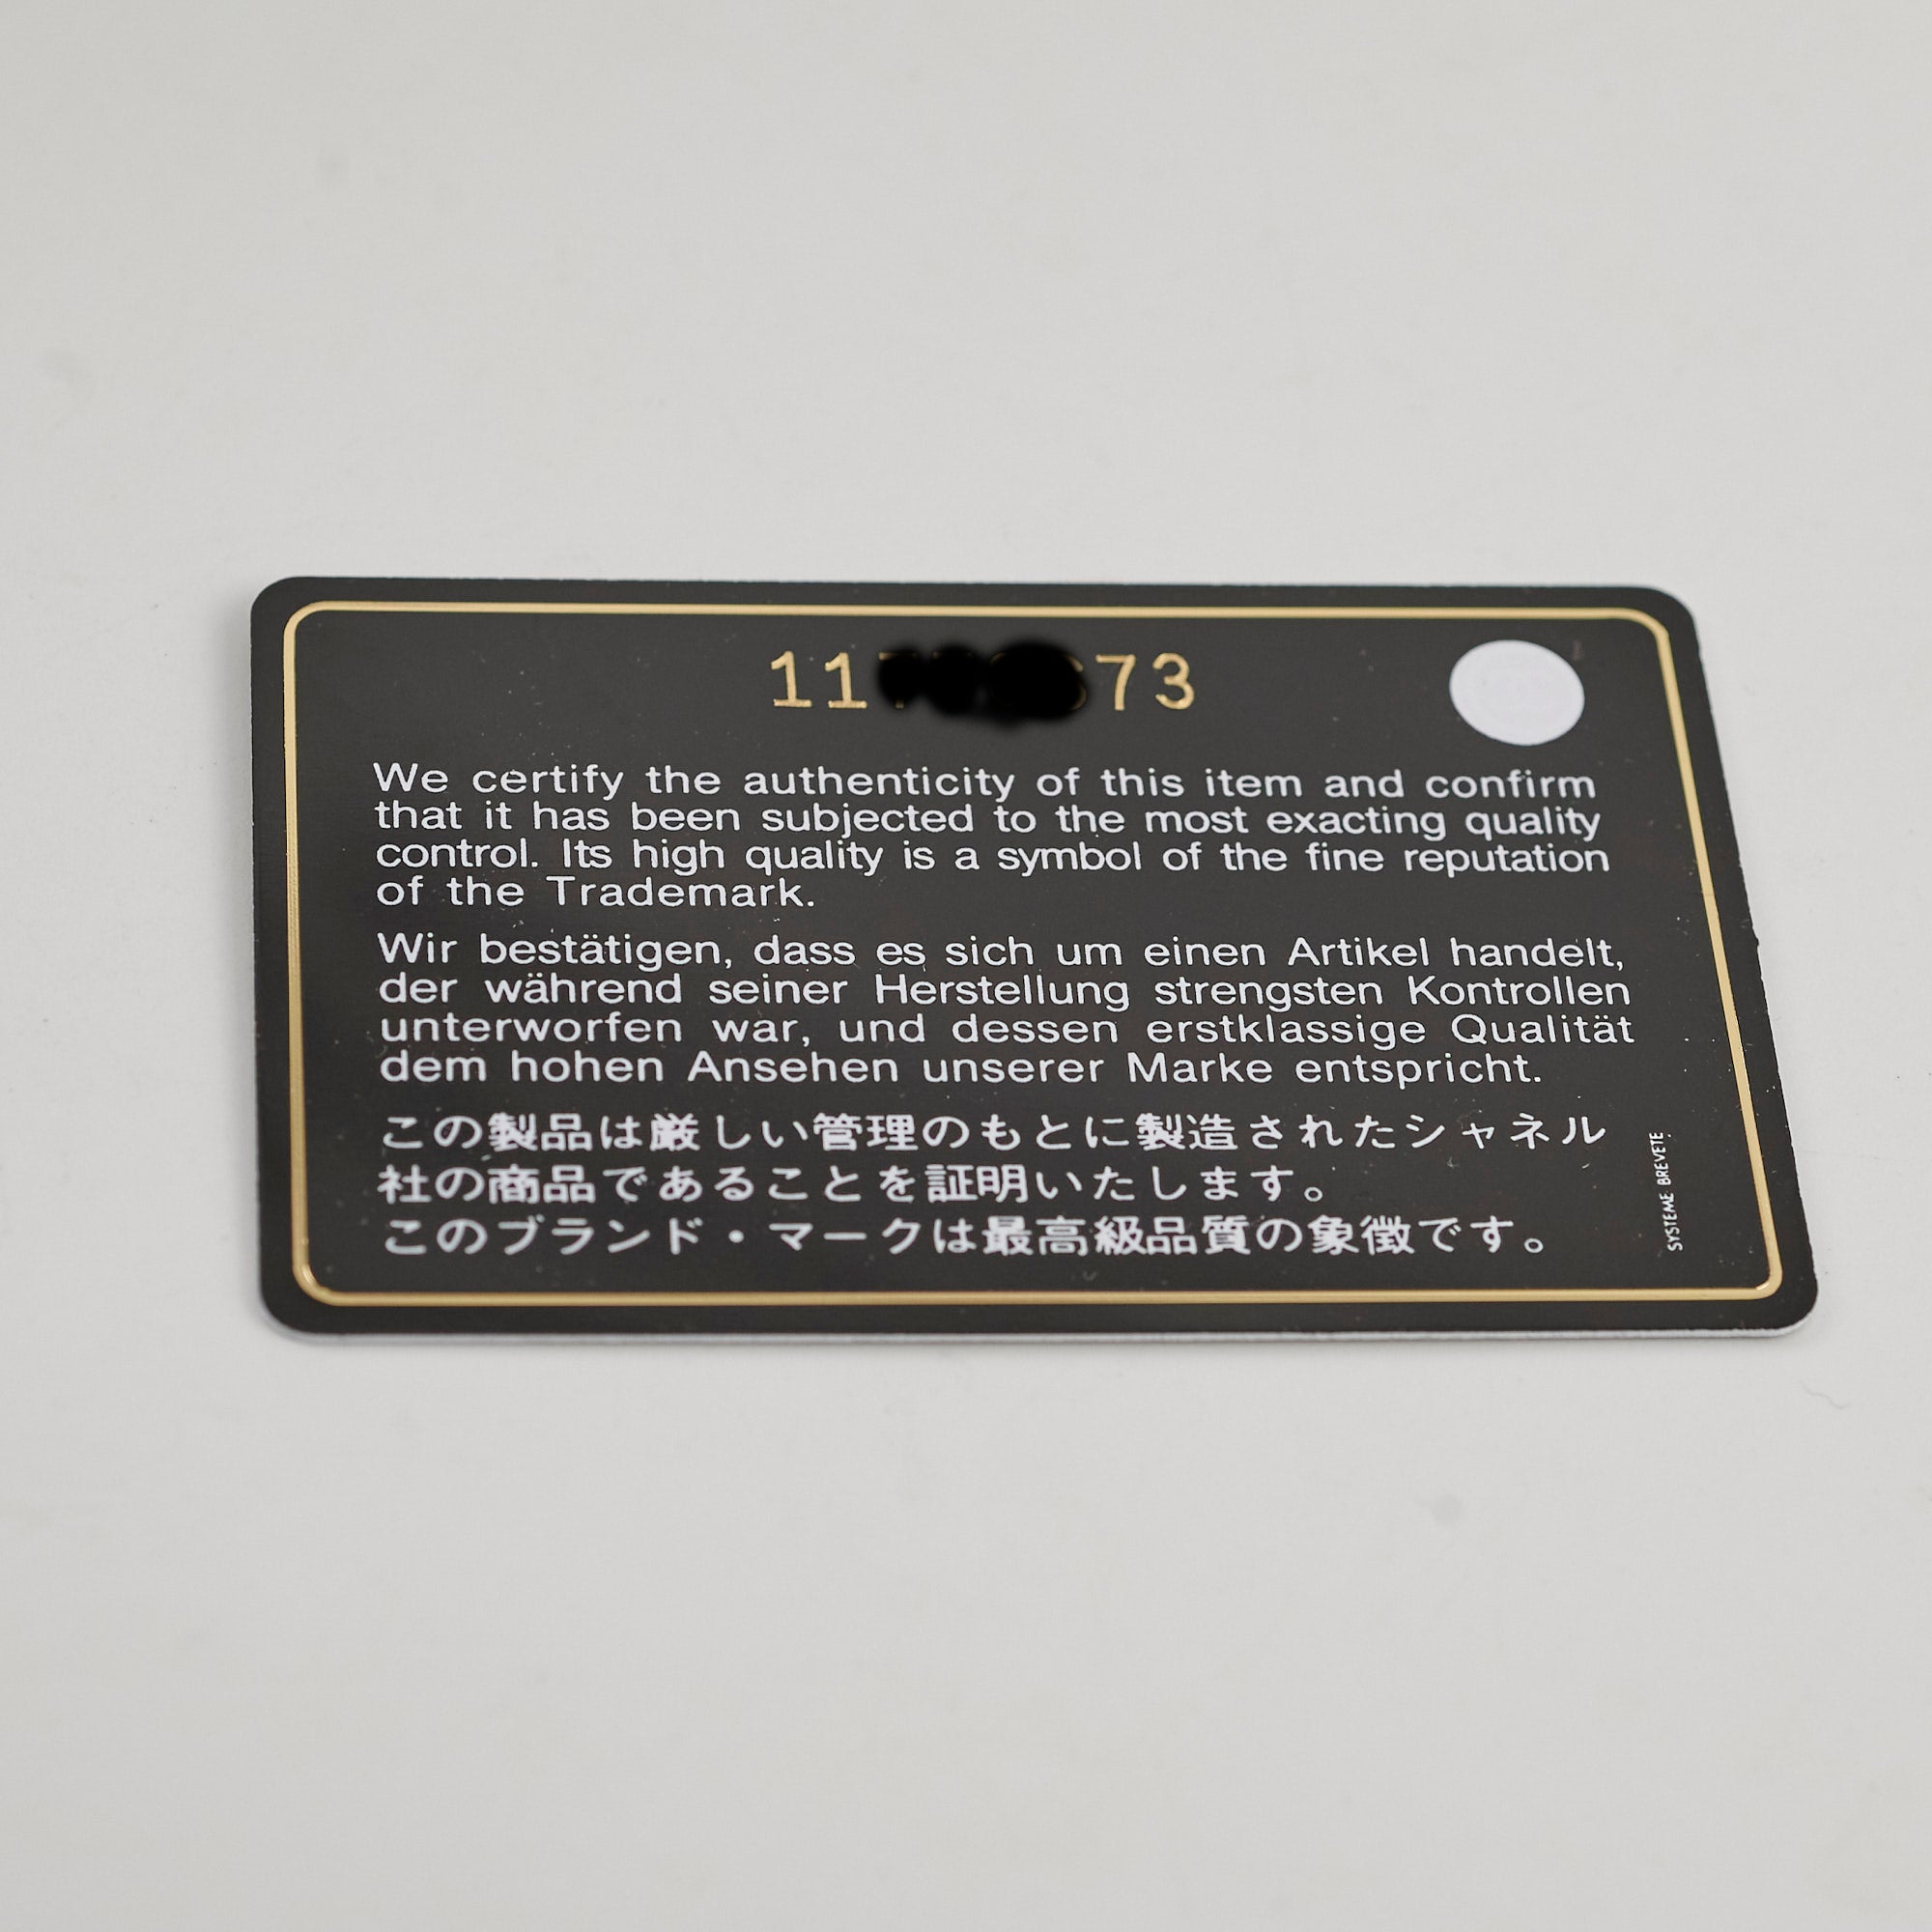 11 73
We certify the authenticity of this item and confirm
that it has been subjected to the most exacting quality
control. Its high quality is a symbol of the fine reputation
of the Trademark.
Wir bestätigen, dass es sich um einen Artikel handelt,
der während seiner Herstellung strengsten Kontrollen
unterworfen war, und dessen erstklassige Qualität
dem hohen Ansehen unserer Marke entspricht.
この製品は厳しい管理のもとに製造されたシャネル
社の商品であることを証明いたします。
このブランド・マークは最高級品質の象徴です。
SYSTEME BREVETE